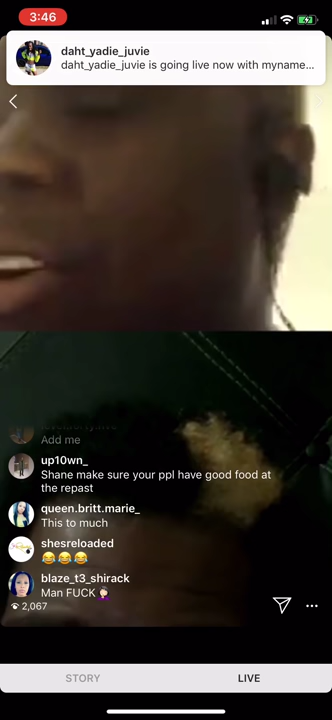 3:46
daht_yadie_juvie
daht_yadie_juvie is going live now with myname...
Add me
up10wn_
Shane make sure your ppl have good food at
the repast
queen.britt.marie_
This to much
shesreloaded
😂😂😂
blaze_t3_shirack
Man FUCK 🤦🏻‍♀️
2,067
STORY
LIVE